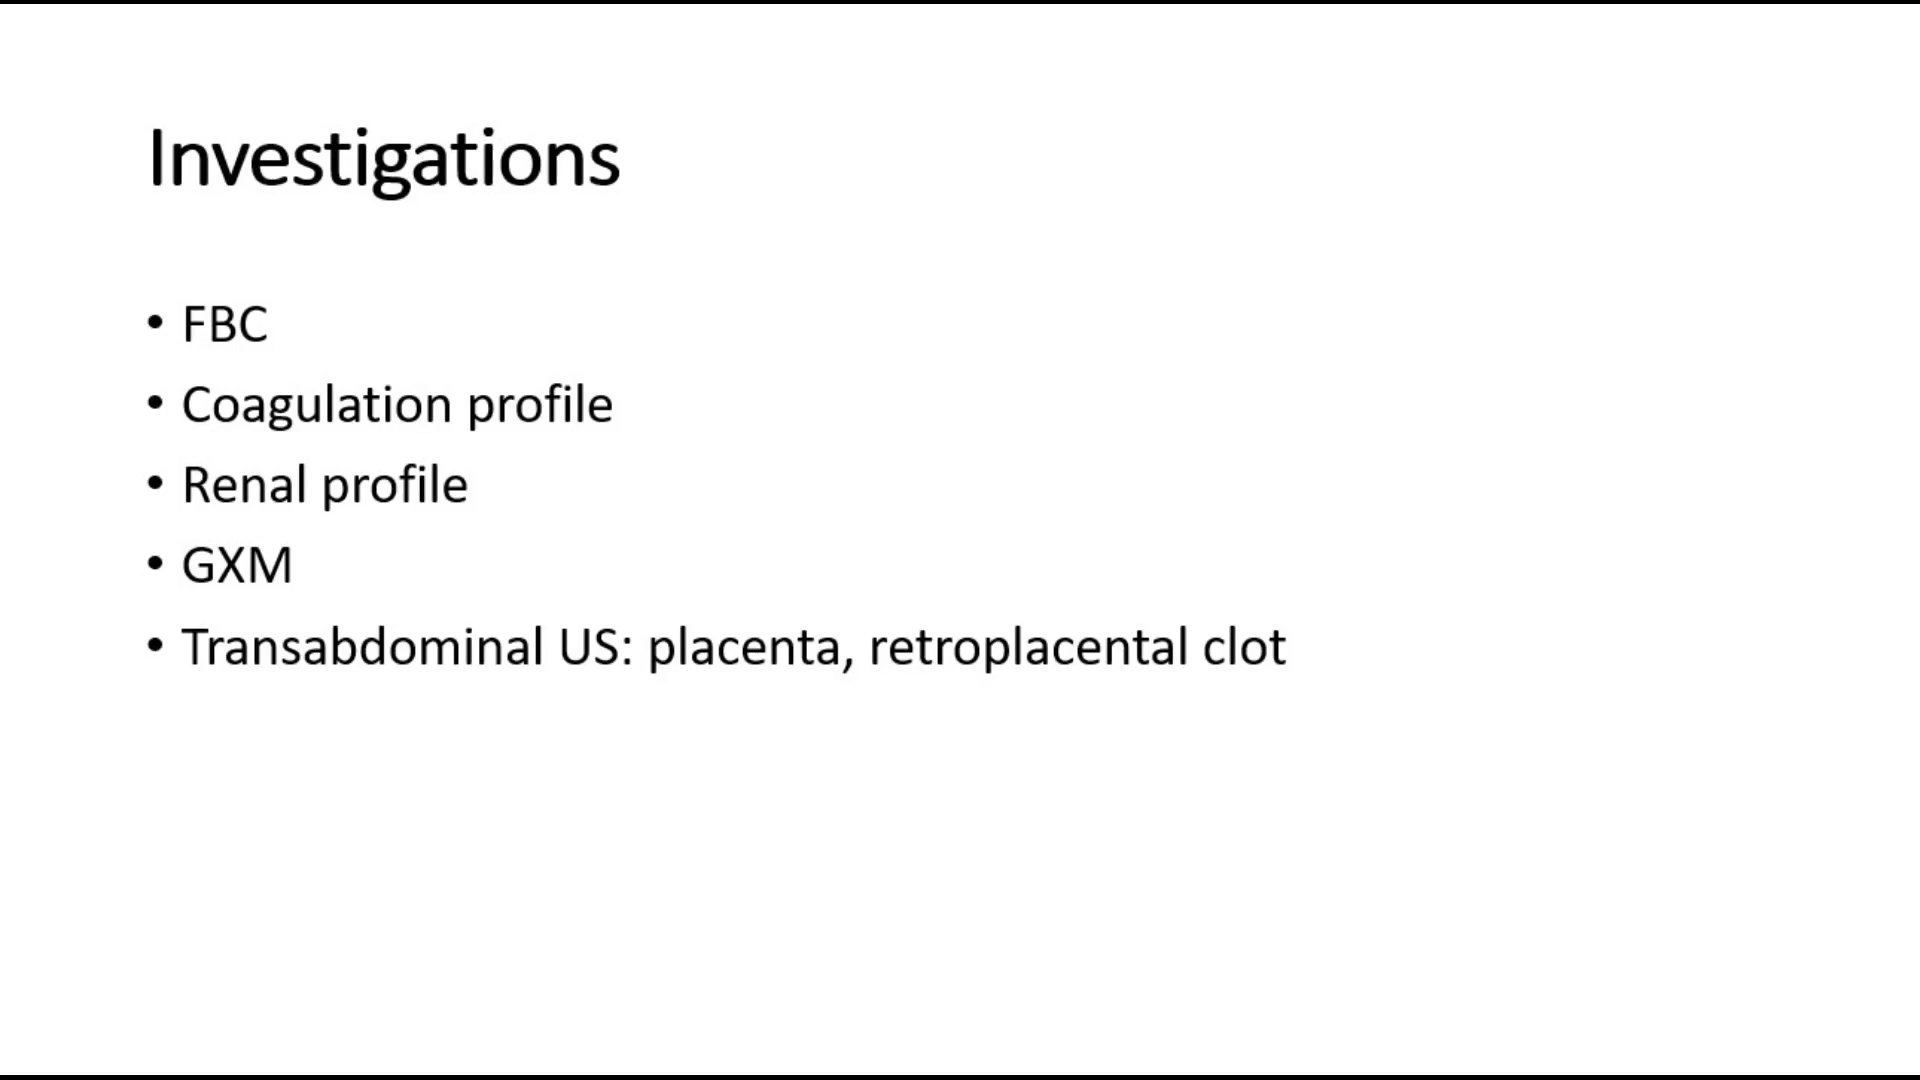 Investigations
• FBC
• Coagulation profile
• Renal profile
• GXM
• Transabdominal US: placenta, retroplacental clot